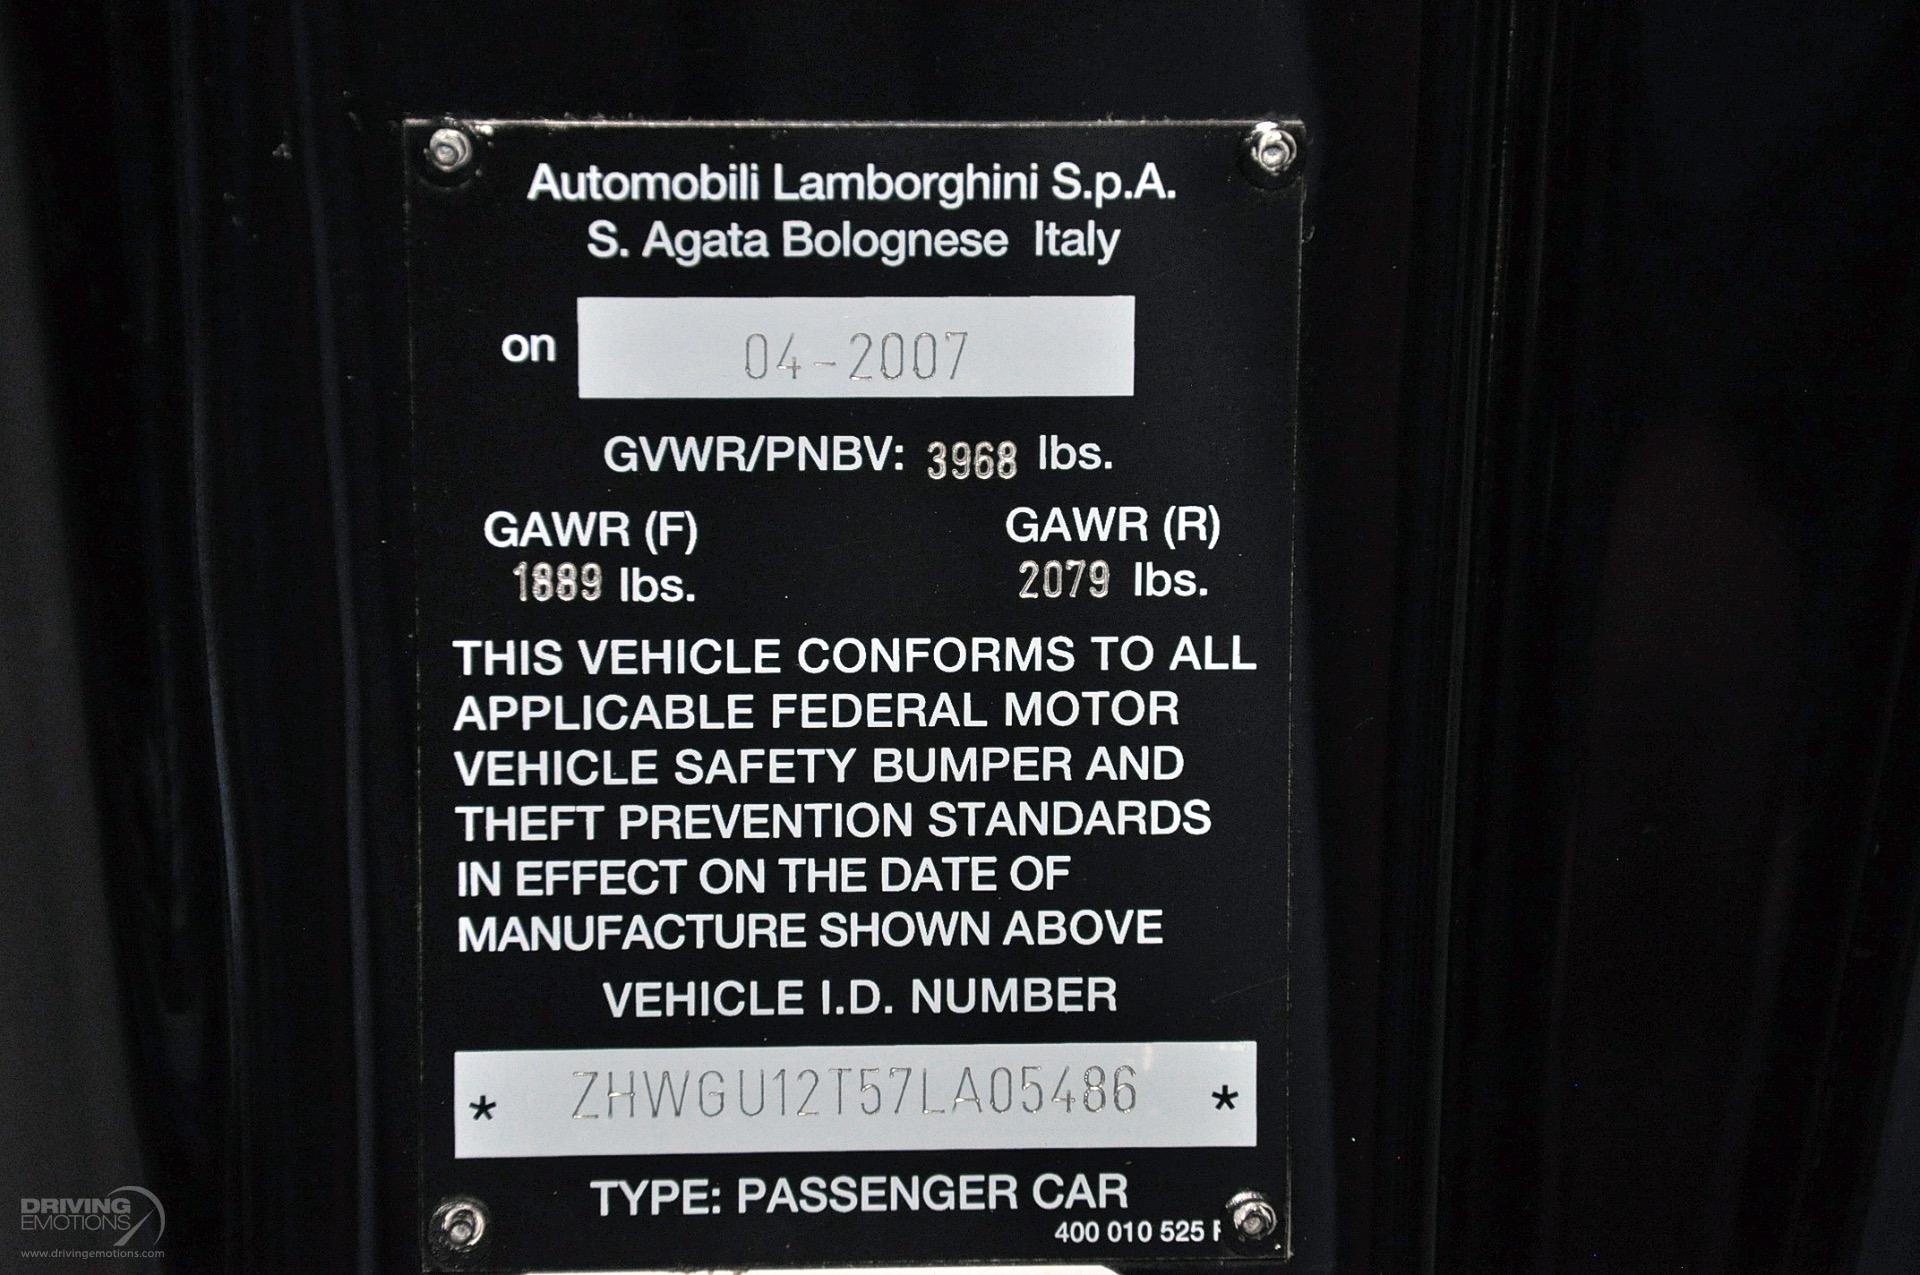 Automobili Lamborghini S.p.A.
S. Agata Bolognese Italy
on 04-2007
GVWR/PNBV: 3968 lbs.
GAWR (F) GAWR (R)
1889 lbs. 2079 lbs.
THIS VEHICLE CONFORMS TO ALL
APPLICABLE FEDERAL MOTOR
VEHICLE SAFETY BUMPER AND
THEFT PREVENTION STANDARDS
IN EFFECT ON THE DATE OF
MANUFACTURE SHOWN ABOVE
VEHICLE I.D. NUMBER
* ZHWGU12T57LA05486 *
TYPE: PASSENGER CAR
400 010 525
DRIVING
EMOTIONS
www.drivingemotions.com